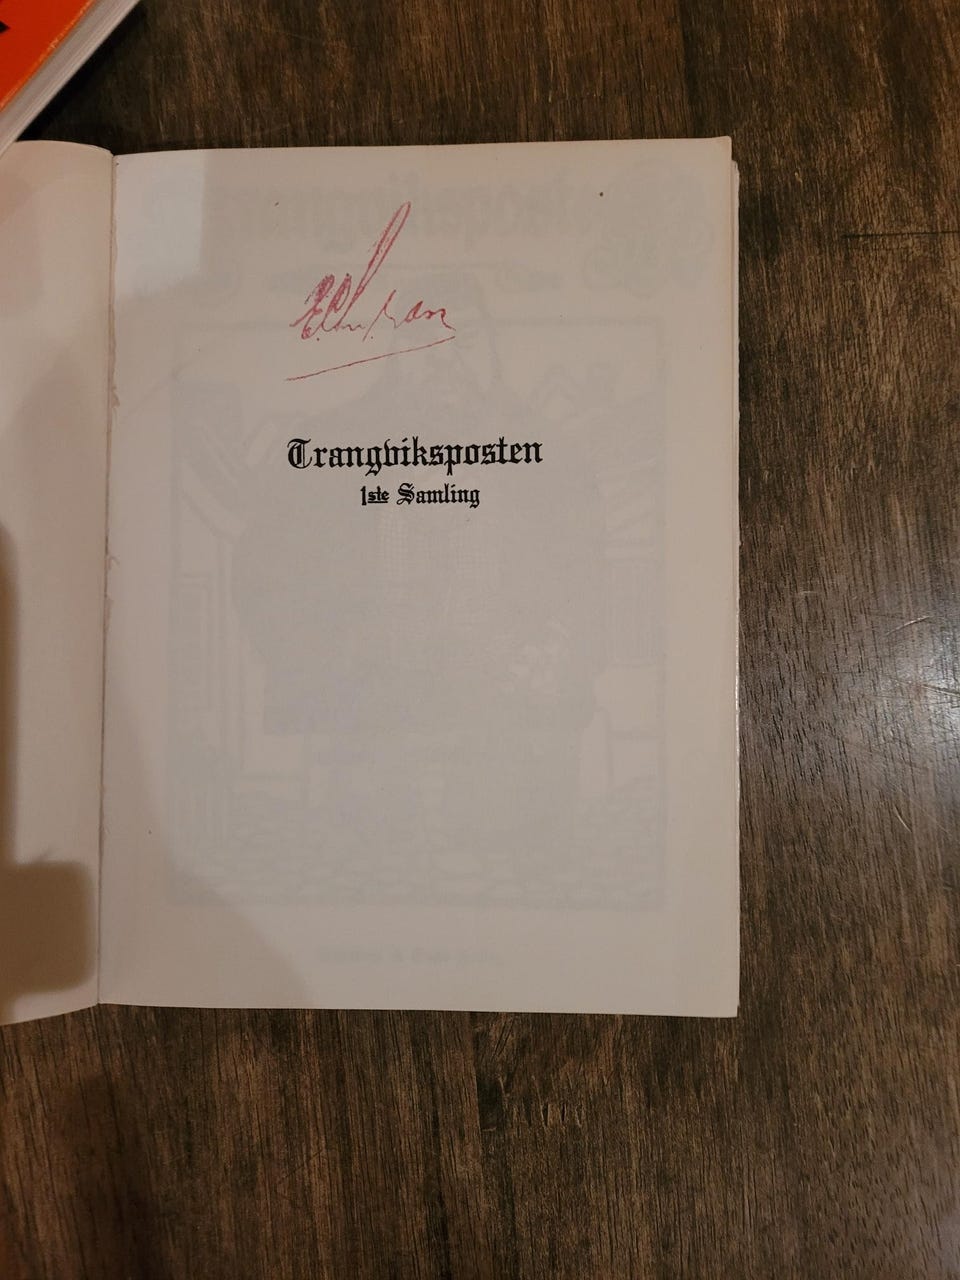 Trangviksposten
1ste Samling